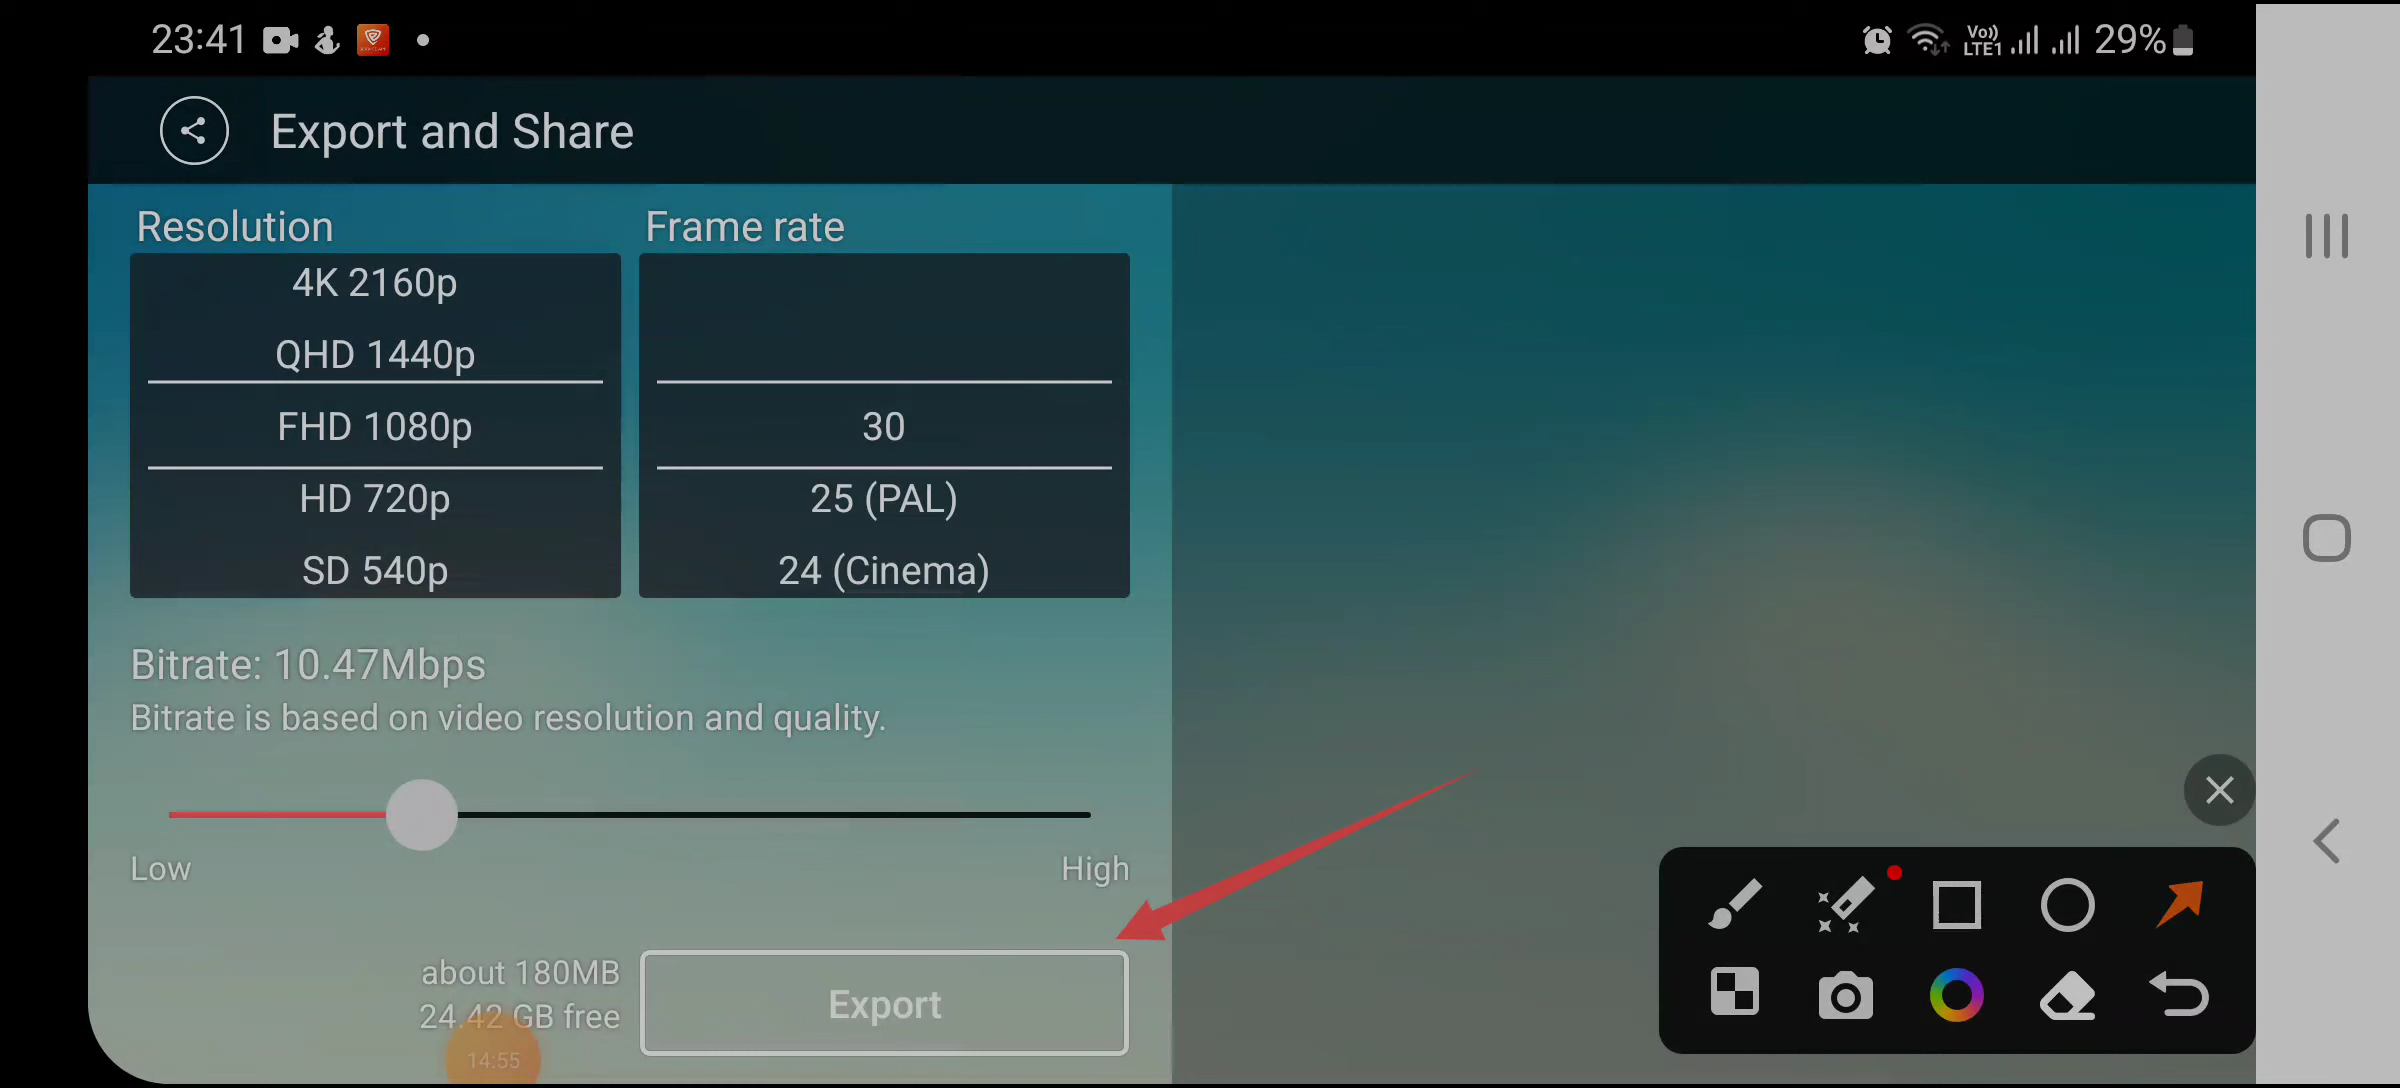 23:41
Vo))
LTE1
29%
Export and Share
Resolution
Frame rate
4K 2160p
QHD 1440p
FHD 1080p
HD 720p
SD 540p
30
25 (PAL)
24 (Cinema)
Bitrate: 10.47Mbps
Bitrate is based on video resolution and quality.
Low
High
about 180MB
24.42 GB free
Export
14:55